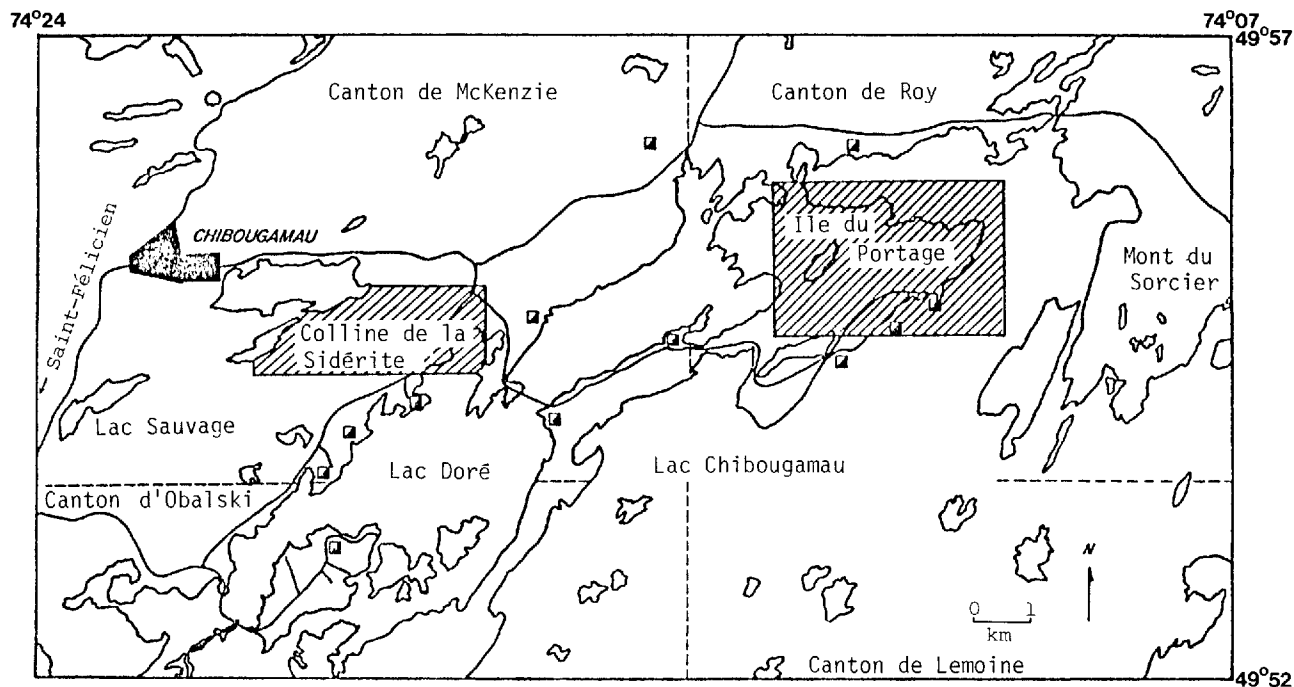 74°24
74°07
49°57
Canton de McKenzie
Canton de Roy
← Saint-Félicien
CHIBOUGAMAU
Ile du
Portage
Mont du
Sorcier
Colline de la
Sidérite
Lac Sauvage
Lac Doré
Lac Chibougamau
Canton d'Obalski
N
0 1
km
Canton de Lemoine
49°52